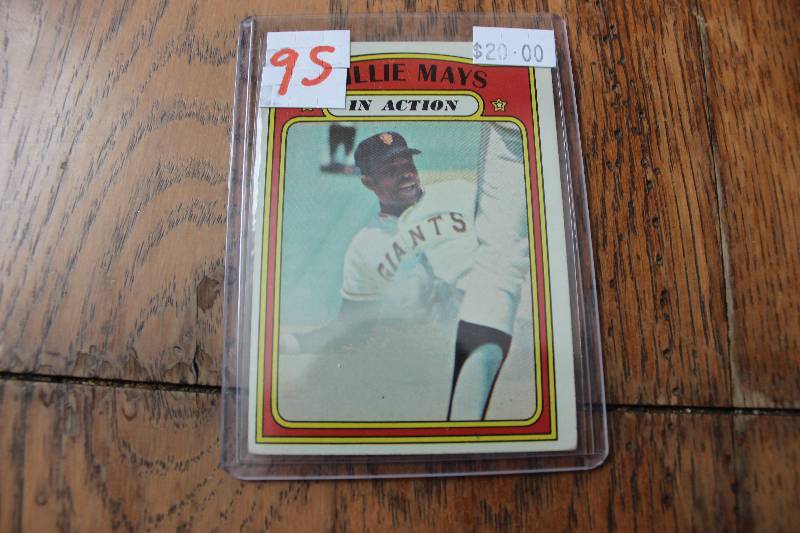 95
$20.00
ILLIE MAYS
IN ACTION
GIANTS